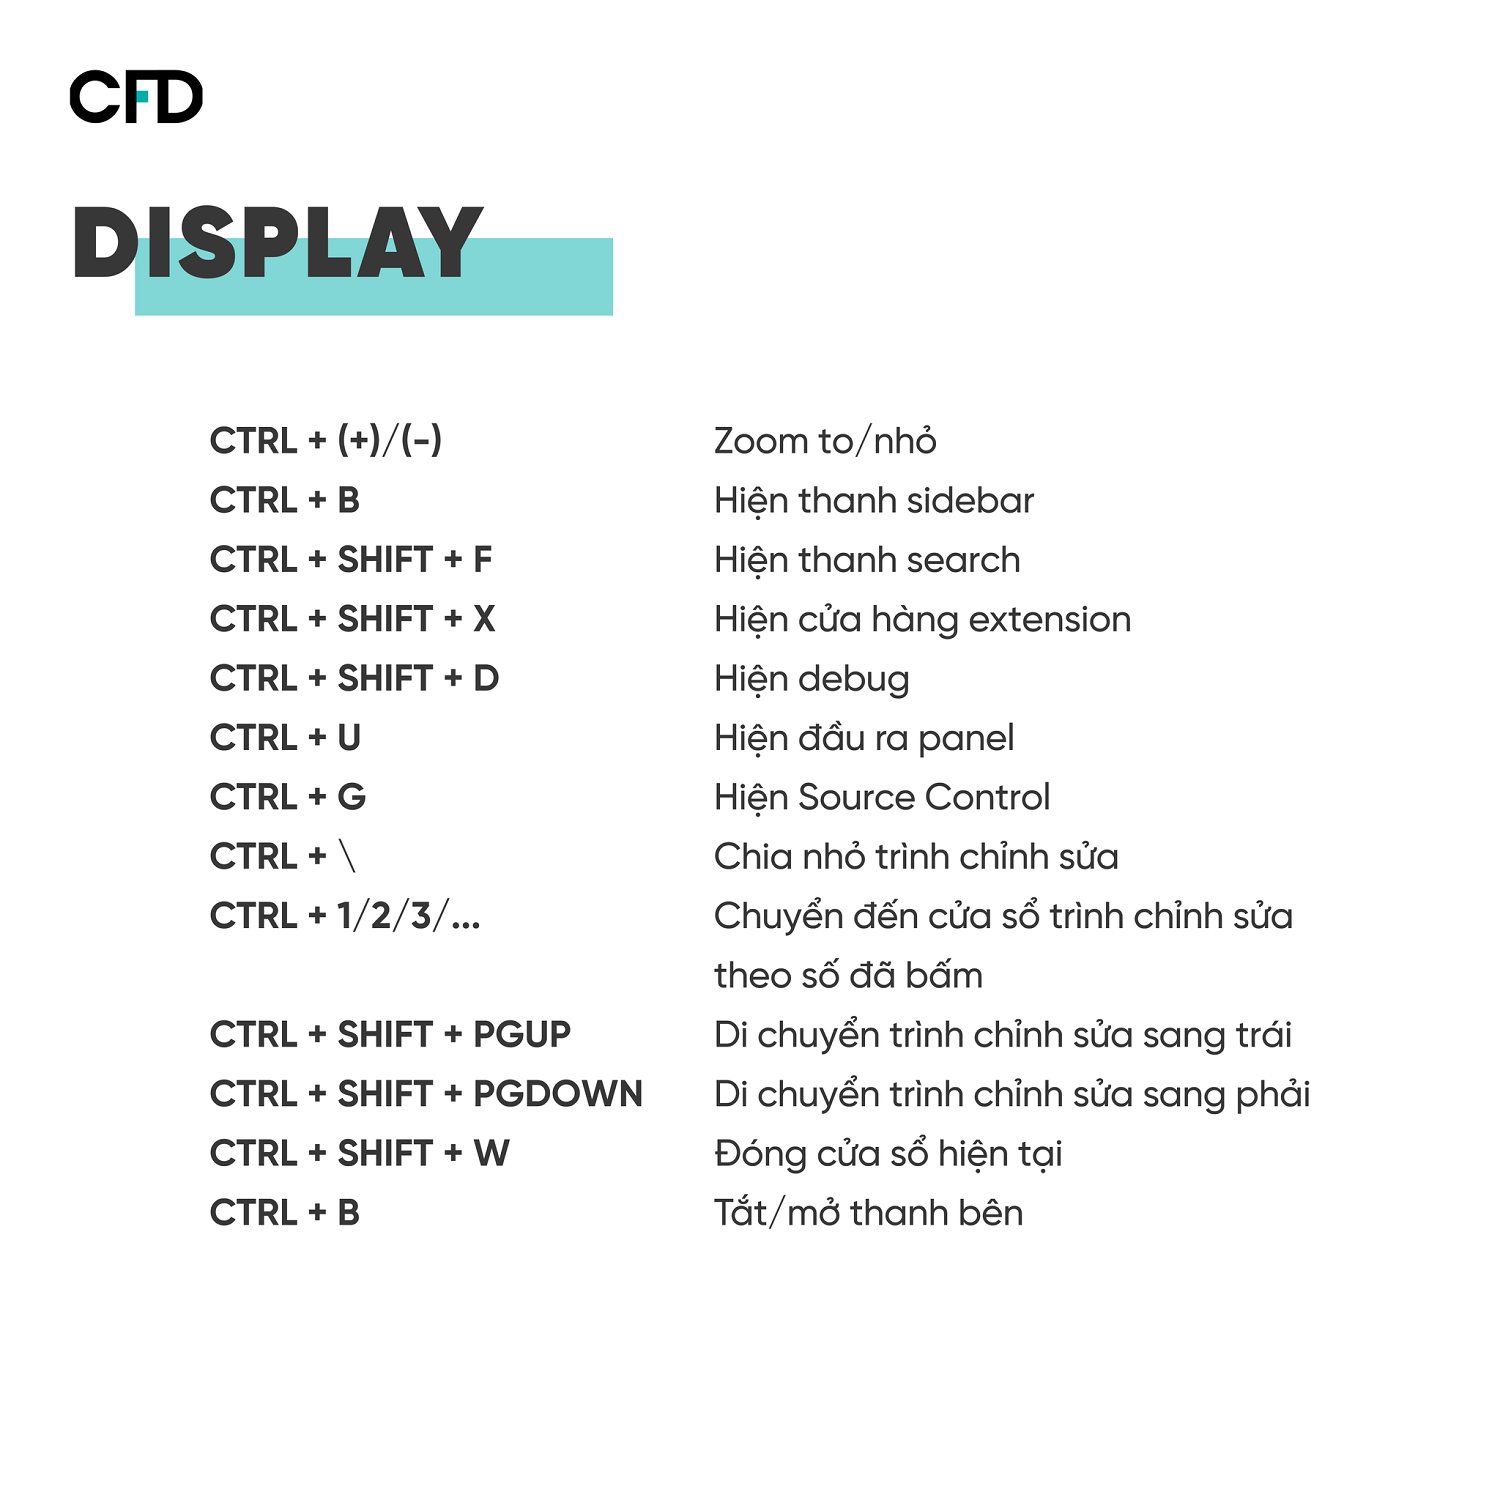 CFD
DISPLAY
CTRL + (+)/(-) Zoom to/nhỏ
CTRL + B Hiện thanh sidebar
CTRL + SHIFT + F Hiện thanh search
CTRL + SHIFT + X Hiện cửa hàng extension
CTRL + SHIFT + D Hiện debug
CTRL + U Hiện đầu ra panel
CTRL + G Hiện Source Control
CTRL + \ Chia nhỏ trình chỉnh sửa
CTRL + 1/2/3/... Chuyển đến cửa sổ trình chỉnh sửa
theo số đã bấm
CTRL + SHIFT + PGUP Di chuyển trình chỉnh sửa sang trái
CTRL + SHIFT + PGDOWN Di chuyển trình chỉnh sửa sang phải
CTRL + SHIFT + W Đóng cửa sổ hiện tại
CTRL + B Tắt/mở thanh bên